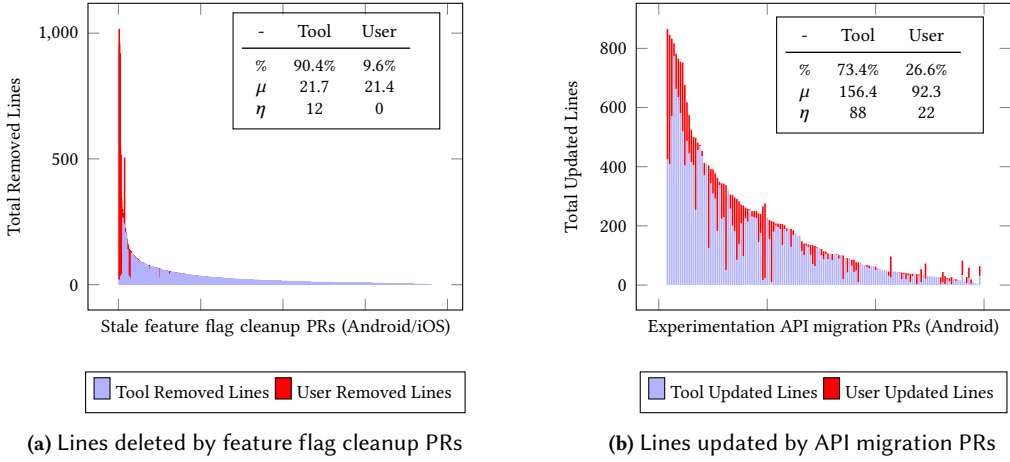 1,000
500
0
Total Removed Lines
- Tool User
% 90.4% 9.6%
μ 21.7 21.4
η 12 0
Stale feature flag cleanup PRs (Android/iOS)
Tool Removed Lines User Removed Lines
(a) Lines deleted by feature flag cleanup PRs
800
600
400
200
0
Total Updated Lines
- Tool User
% 73.4% 26.6%
μ 156.4 92.3
η 88 22
Experimentation API migration PRs (Android)
Tool Updated Lines User Updated Lines
(b) Lines updated by API migration PRs